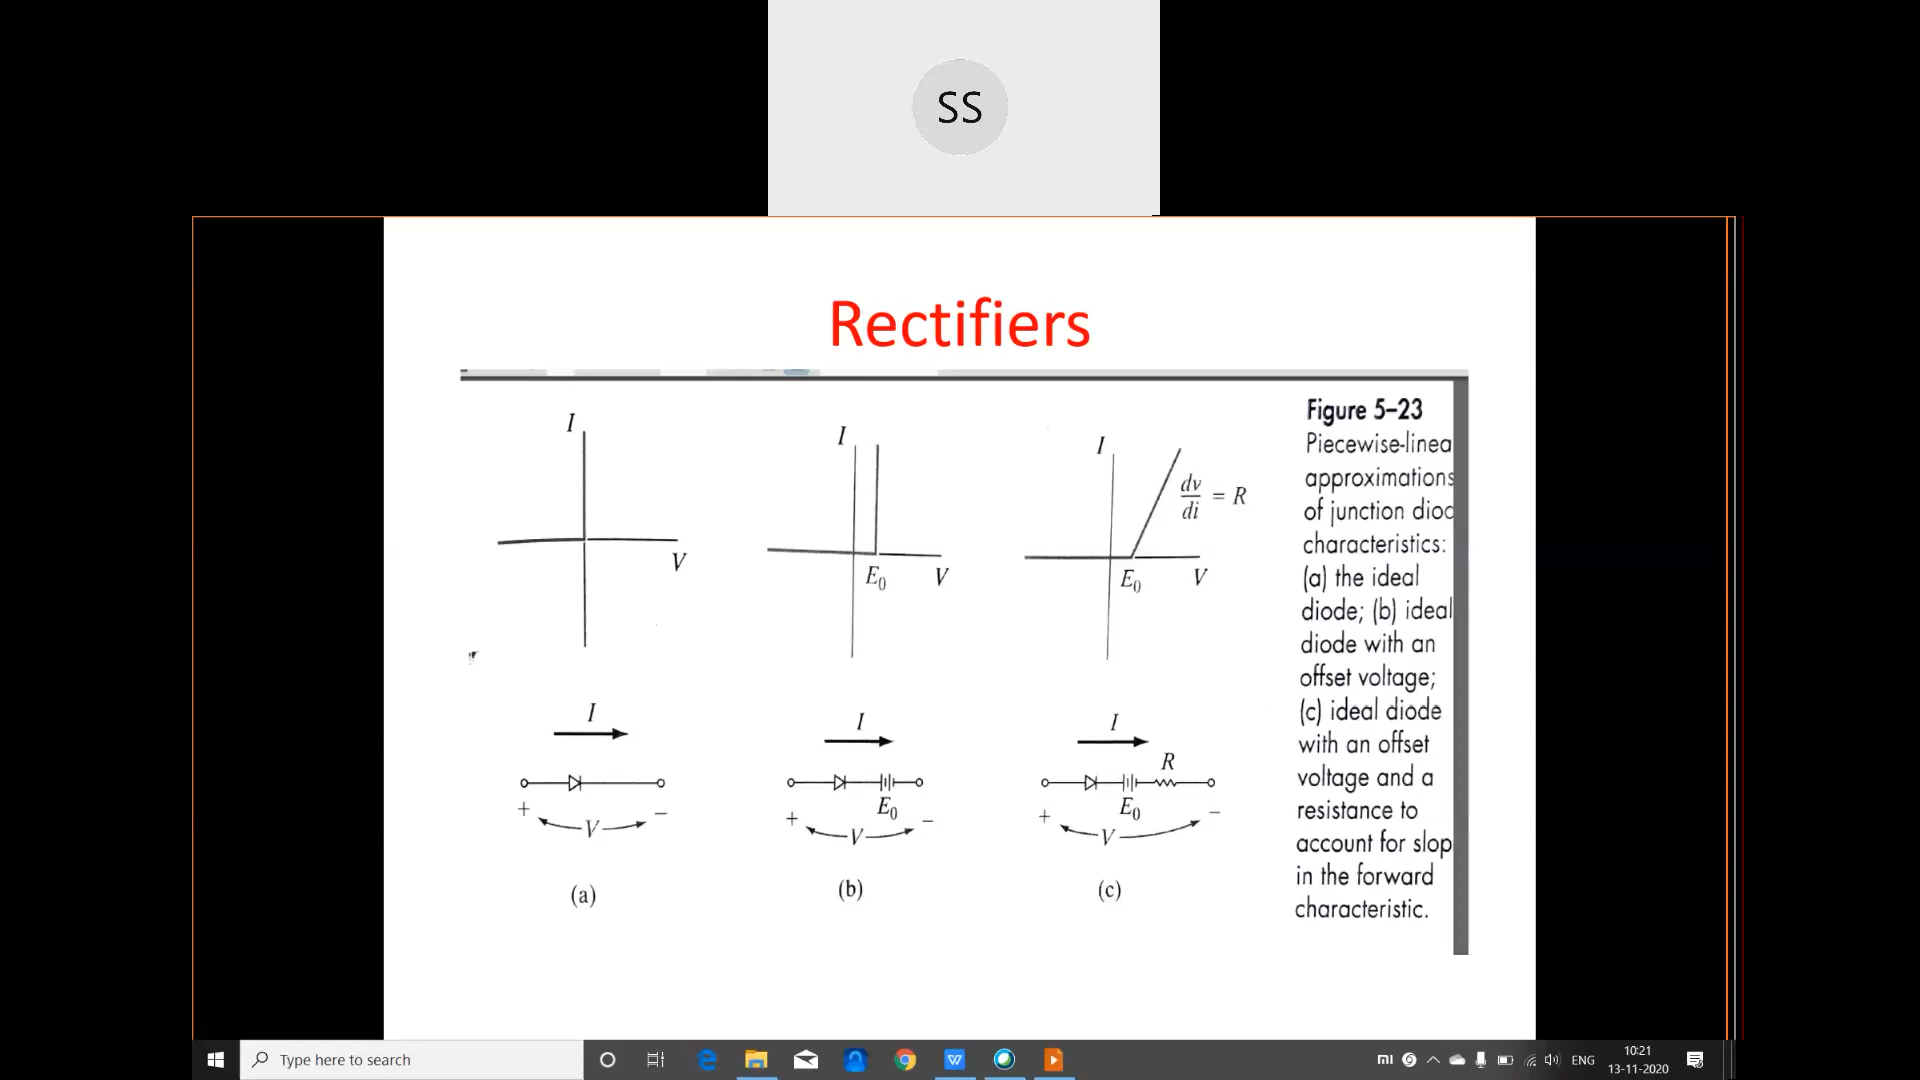 SS
Rectifiers
I
V
I
E0
V
I
dv
di
= R
E0
V
Figure 5–23
Piecewise-linea
approximations
of junction dioc
characteristics:
(a) the ideal
diode; (b) ideal
diode with an
offset voltage;
(c) ideal diode
with an offset
voltage and a
resistance to
account for slop
in the forward
characteristic.
I
+
−
V
(a)
I
E0
+
−
V
(b)
I
R
E0
+
−
V
(c)
Type here to search
mi
ENG
10:21
13-11-2020